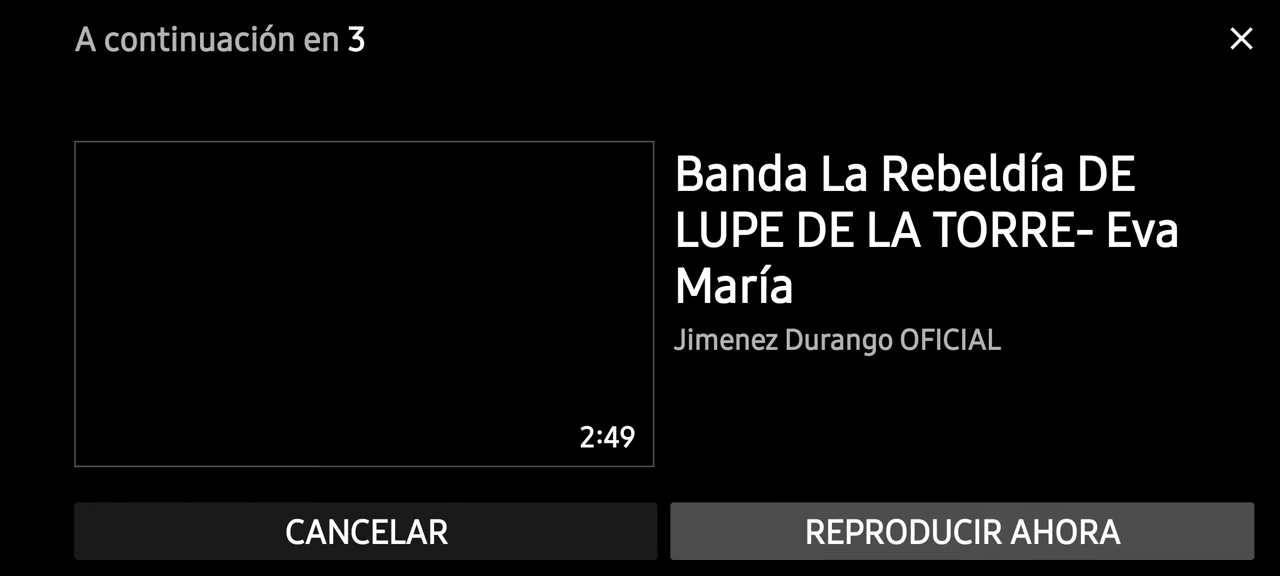 A continuación en 3
Banda La Rebeldía DE
LUPE DE LA TORRE- Eva
María
Jimenez Durango OFICIAL
2:49
CANCELAR
REPRODUCIR AHORA